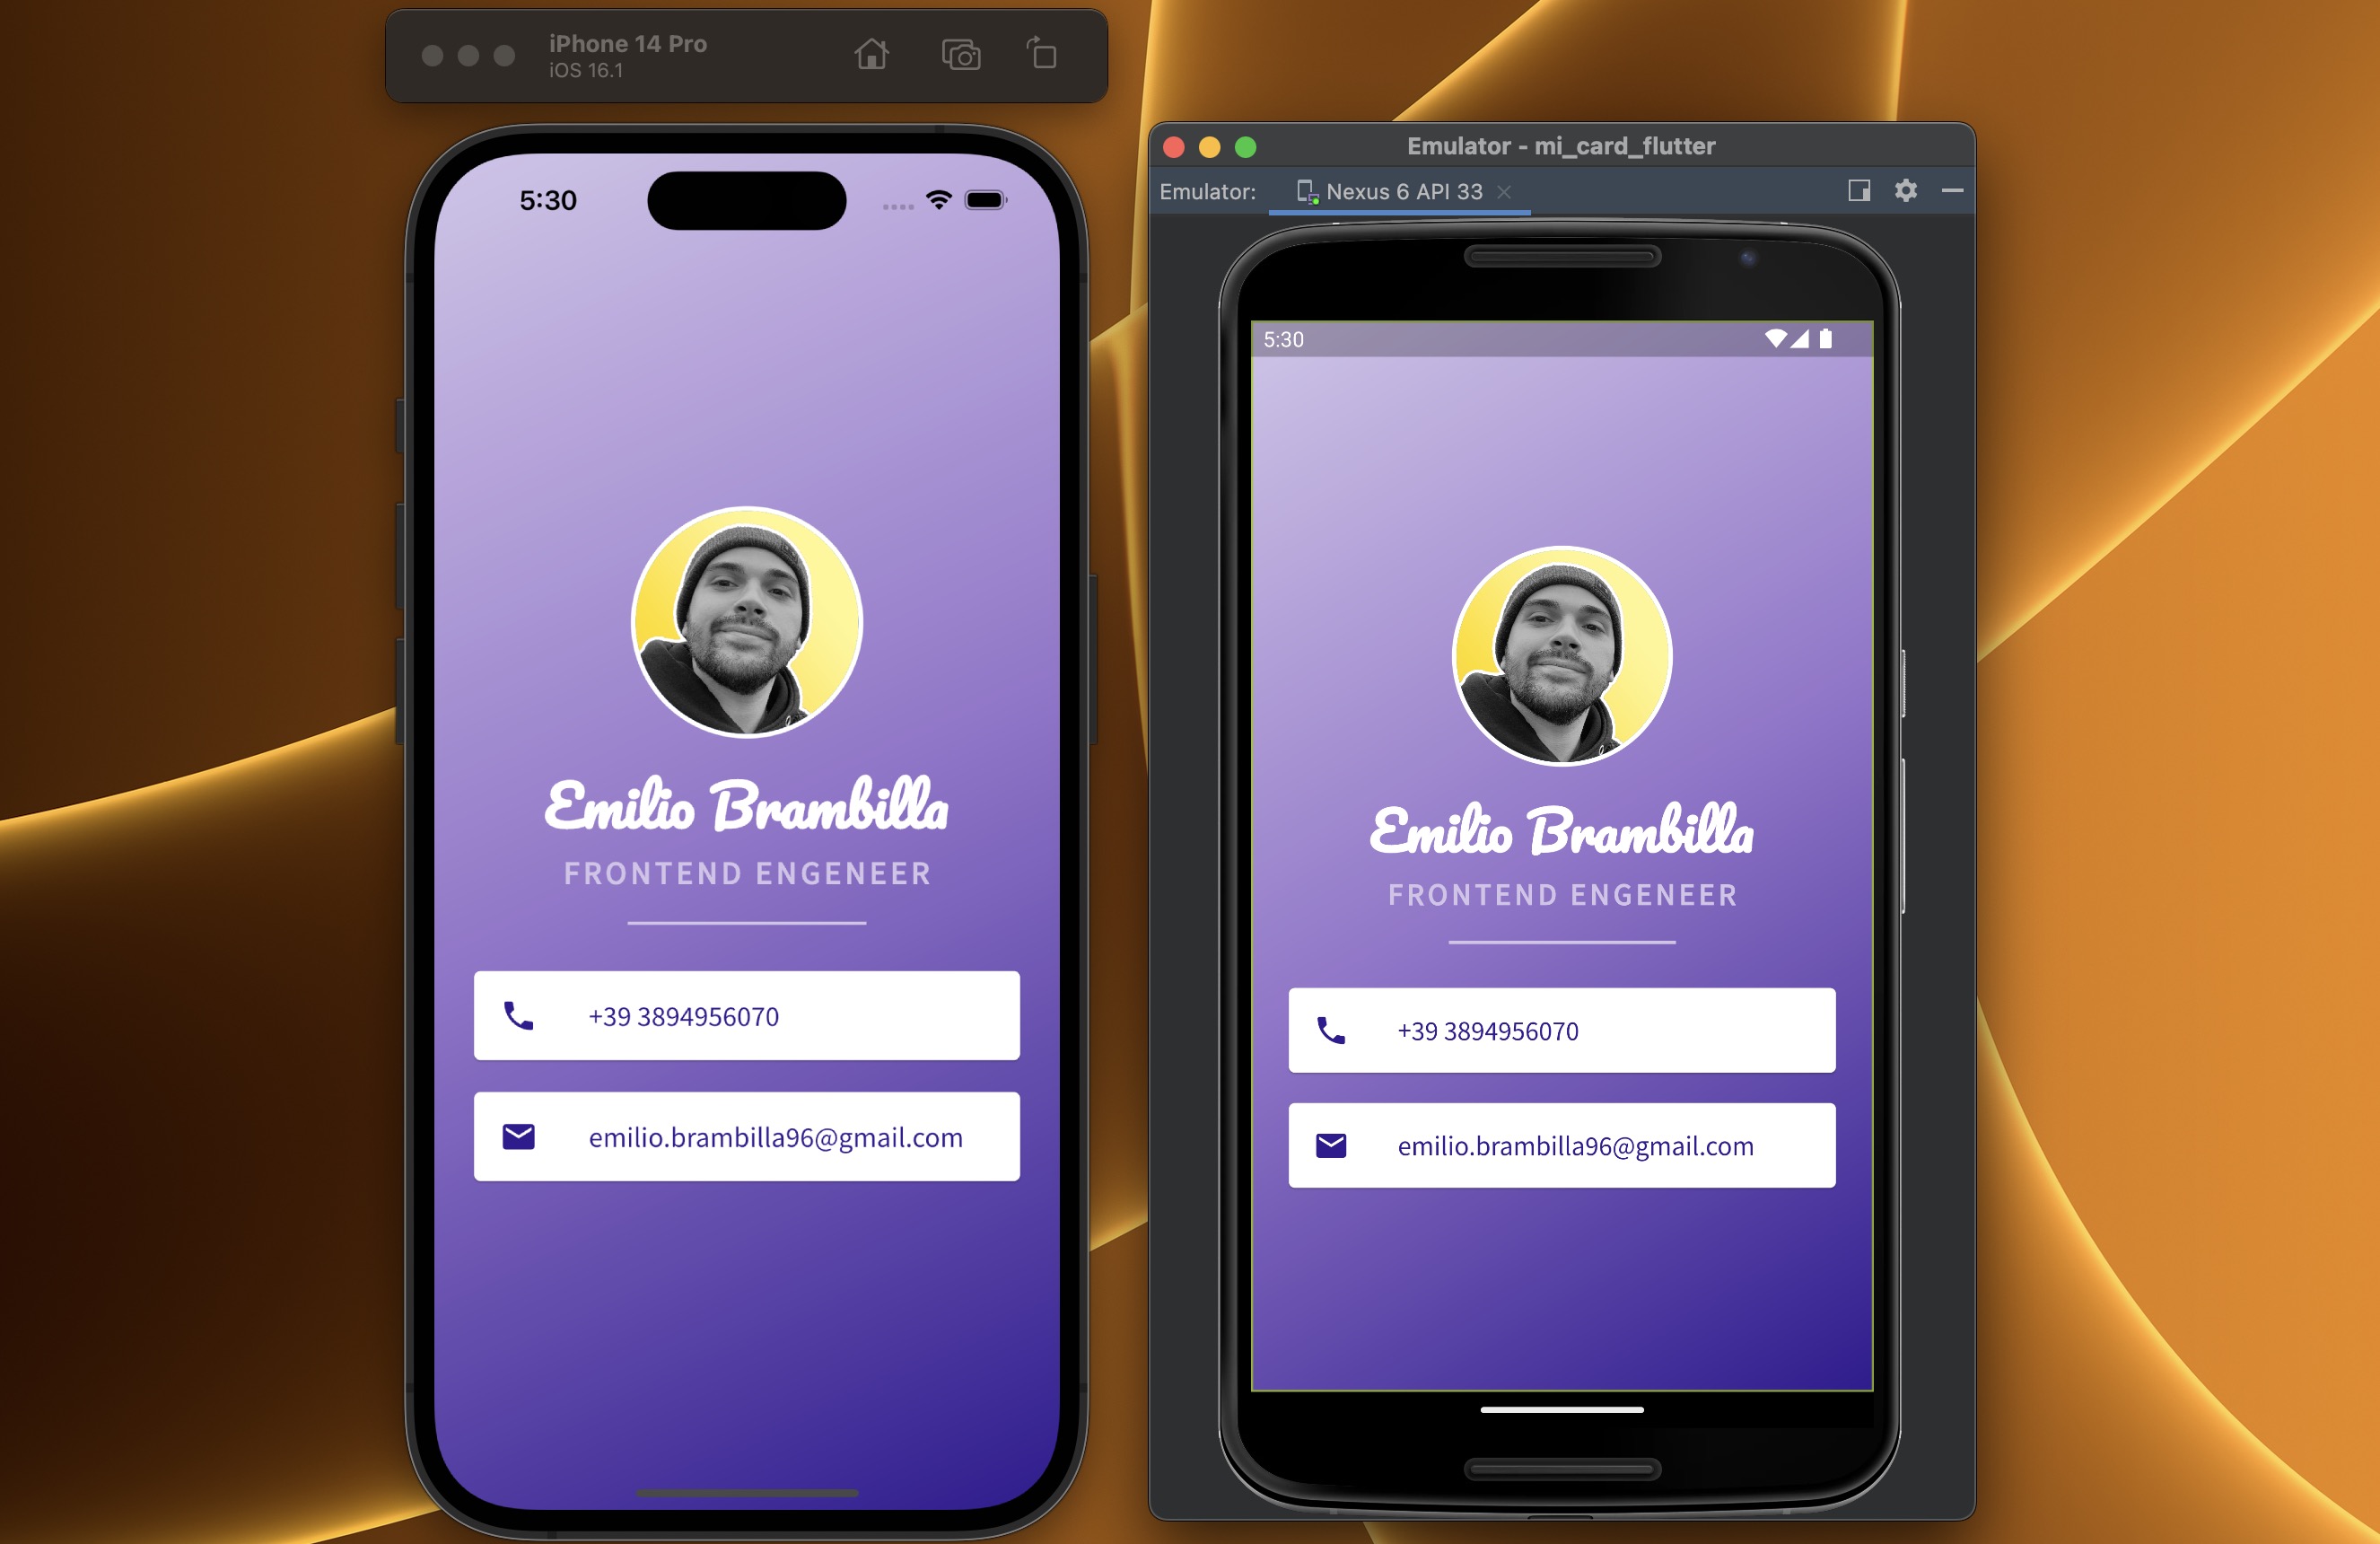 iPhone 14 Pro
iOS 16.1
5:30
Emilio Brambilla
FRONTEND ENGENEER
+39 3894956070
emilio.brambilla96@gmail.com
Emulator - mi_card_flutter
Emulator: Nexus 6 API 33
5:30
Emilio Brambilla
FRONTEND ENGENEER
+39 3894956070
emilio.brambilla96@gmail.com